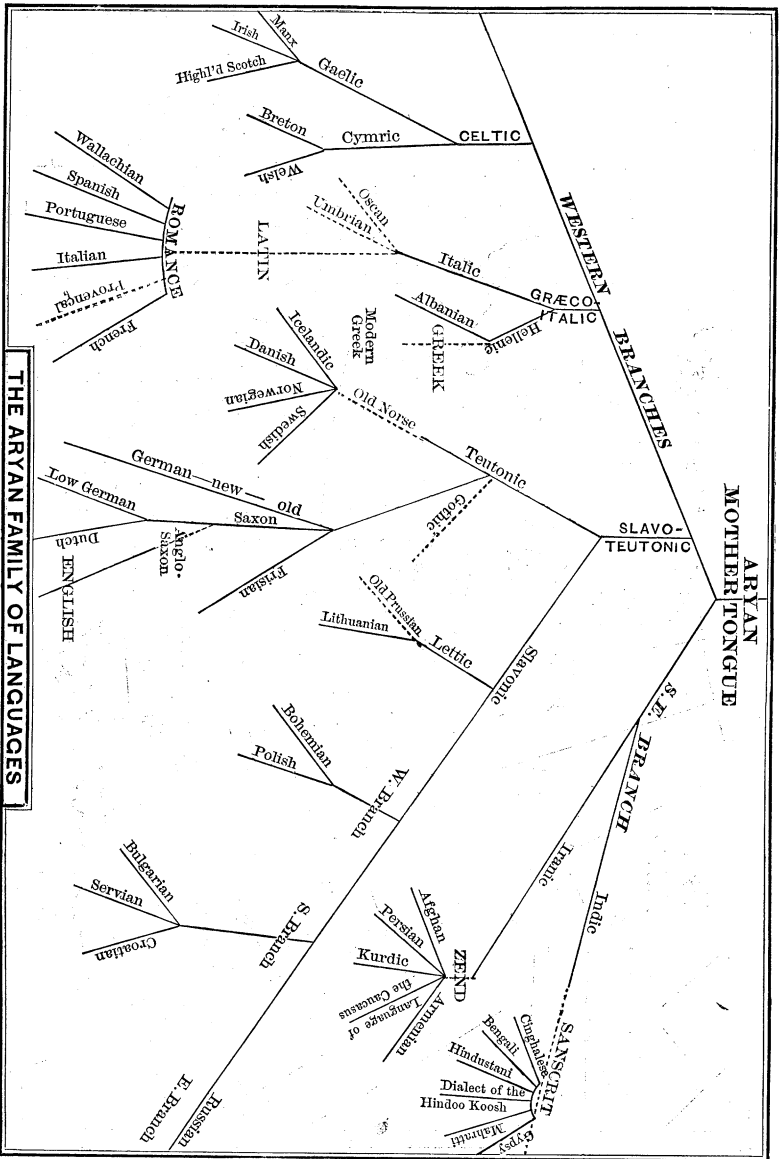 THE ARYAN FAMILY OF LANGUAGES
ARYAN
MOTHER TONGUE
WESTERN BRANCHES
CELTIC
Gaelic
Manx
Irish
Highl'd Scotch
Cymric
Breton
Welsh
GRÆCO-
ITALIC
Italic
Oscan
Umbrian
LATIN
ROMANCE
Wallachian
Spanish
Portuguese
Italian
Provençal
French
Hellenic
Albanian
GREEK
Modern
Greek
SLAVO-
TEUTONIC
Teutonic
Old Norse
Icelandic
Danish
Norwegian
Swedish
Gothic
German—new — old
Saxon
Low German
Dutch
Anglo-
Saxon
ENGLISH
Frisian
Slavonic
Lettic
Old Prussian
Lithuanian
W. Branch
Bohemian
Polish
S. Branch
Bulgarian
Servian
Croatian
E. Branch
Russian
S. E. BRANCH
Iranic
ZEND
Afghan
Persian
Kurdic
Language of
the Caucasus
Armenian
Indic
SANSCRIT
Cinghalese
Bengali
Hindustani
Dialect of the
Hindoo Koosh
Mahratti
Gypsy